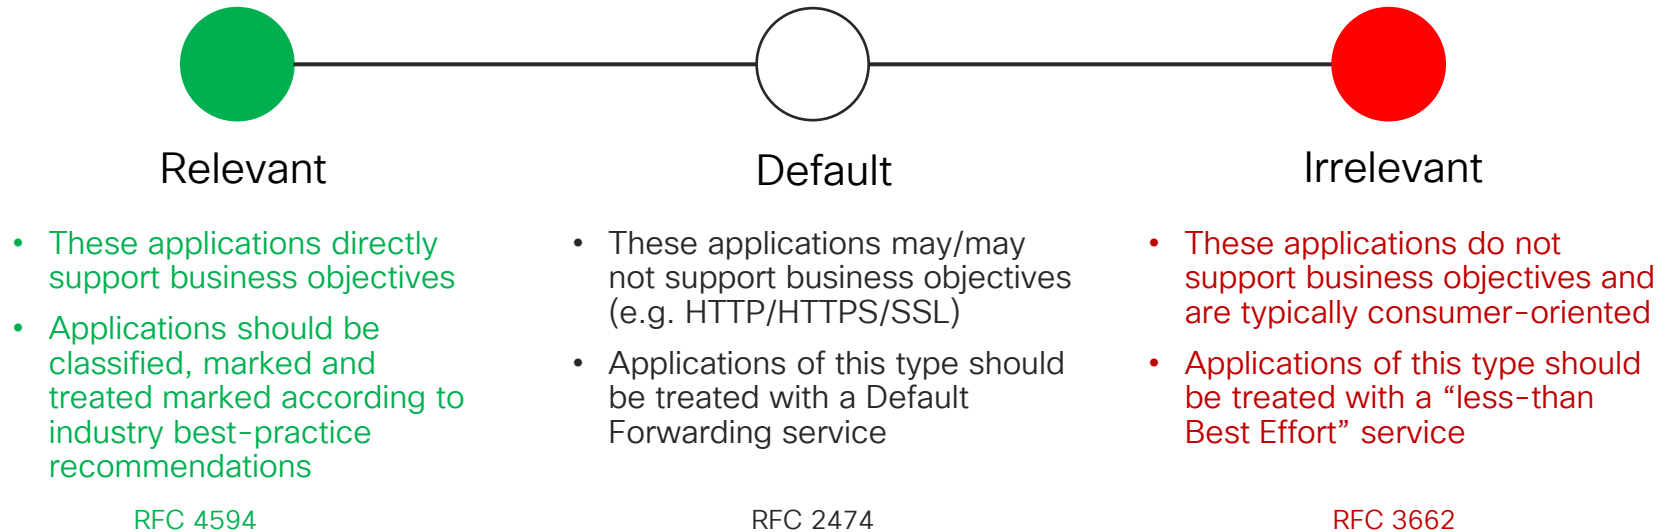 Relevant
• These applications directly
support business objectives
• Applications should be
classified, marked and
treated marked according to
industry best-practice
recommendations
RFC 4594
Default
• These applications may/may
not support business objectives
(e.g. HTTP/HTTPS/SSL)
• Applications of this type should
be treated with a Default
Forwarding service
RFC 2474
Irrelevant
• These applications do not
support business objectives and
are typically consumer-oriented
• Applications of this type should
be treated with a “less-than
Best Effort” service
RFC 3662